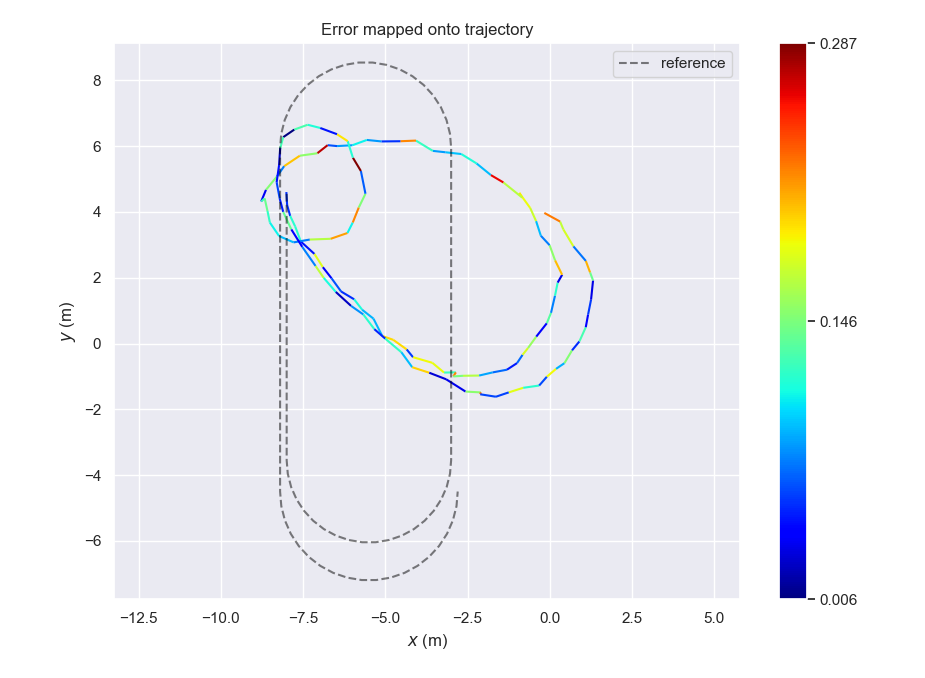 Error mapped onto trajectory
reference
8
6
4
2
0
−2
−4
−6
y (m)
−12.5 −10.0 −7.5 −5.0 −2.5 0.0 2.5 5.0
x (m)
0.287
0.146
0.006